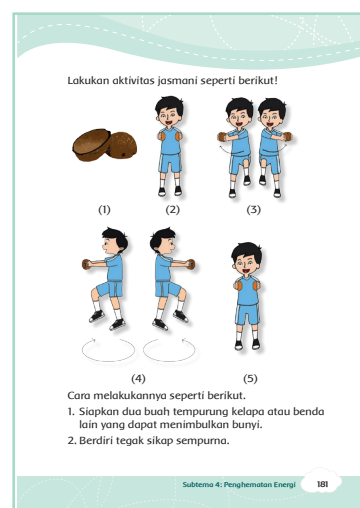 Lakukan aktivitas jasmani seperti berikut!
(1)
(2)
(3)
(4)
(5)
Cara melakukannya seperti berikut.
1. Siapkan dua buah tempurung kelapa atau benda
lain yang dapat menimbulkan bunyi.
2. Berdiri tegak sikap sempurna.
Subtema 4: Penghematan Energi
181